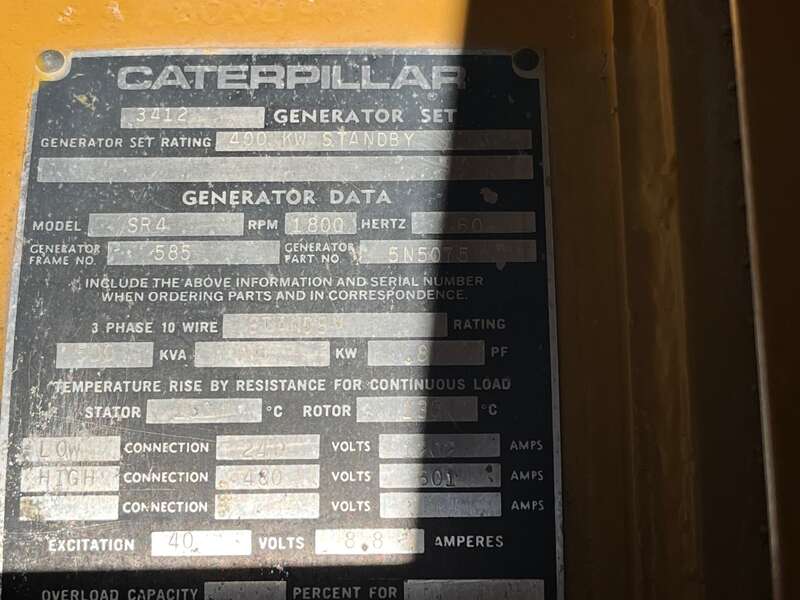 CATERPILLAR
3412 GENERATOR SET
GENERATOR SET RATING 400 KW STANDBY
GENERATOR DATA
MODEL SR4 RPM 1800 HERTZ 60
GENERATOR FRAME NO. 585 GENERATOR PART NO. 5N5075
INCLUDE THE ABOVE INFORMATION AND SERIAL NUMBER
WHEN ORDERING PARTS AND IN CORRESPONDENCE.
3 PHASE 10 WIRE STANDBY RATING
KVA KW .8 PF
TEMPERATURE RISE BY RESISTANCE FOR CONTINUOUS LOAD
STATOR °C ROTOR °C
LOW CONNECTION VOLTS AMPS
HIGH CONNECTION 480 VOLTS 601 AMPS
CONNECTION VOLTS AMPS
EXCITATION 40 VOLTS 8.8 AMPERES
OVERLOAD CAPACITY PERCENT FOR